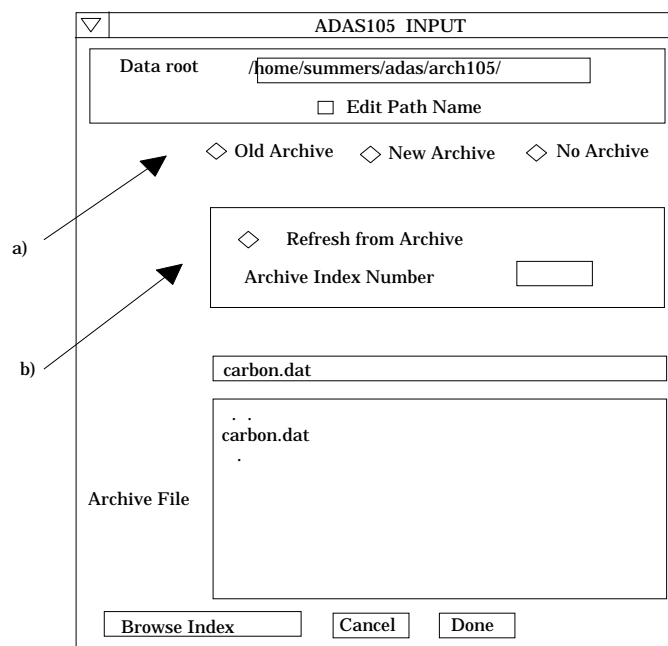 ADAS105 INPUT
Data root /home/summers/adas/arch105/
Edit Path Name
Old Archive New Archive No Archive
a)
Refresh from Archive
Archive Index Number
b)
carbon.dat
. .
carbon.dat
.
Archive File
Browse Index Cancel Done